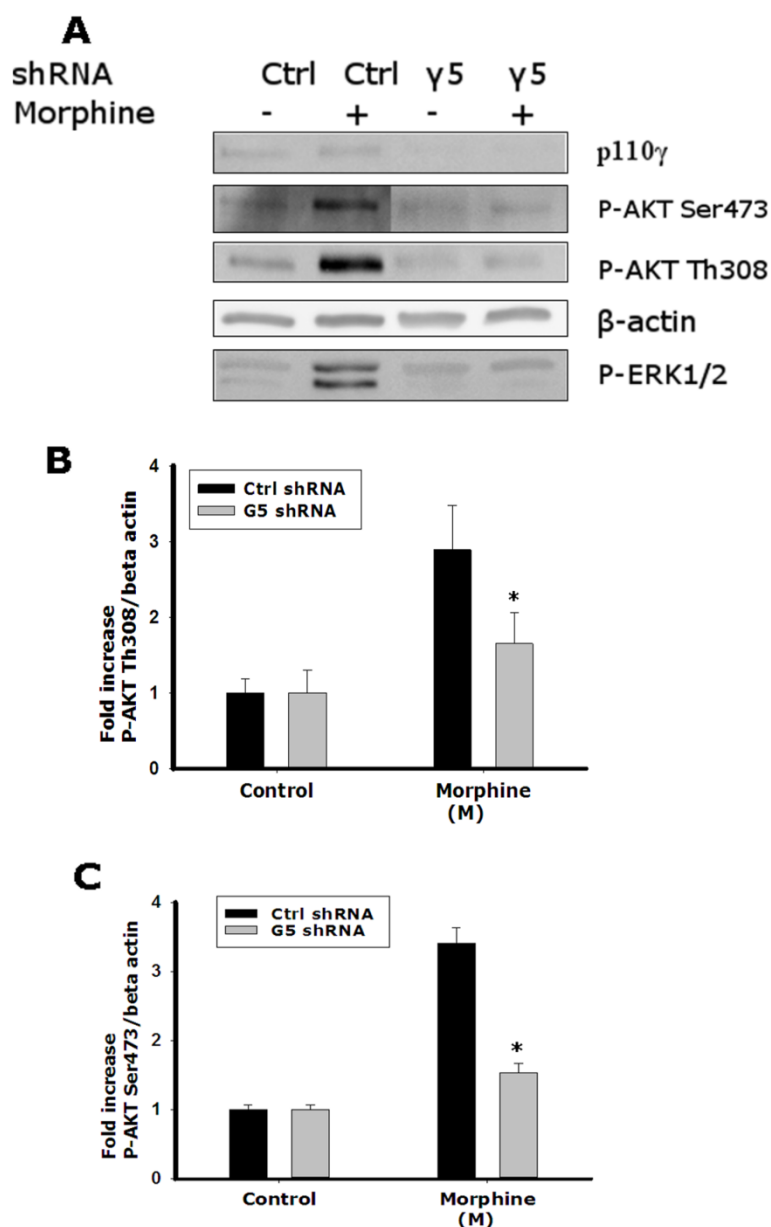 A
shRNA Ctrl Ctrl γ5 γ5
Morphine - + - +
p110γ
P-AKT Ser473
P-AKT Th308
β-actin
P-ERK1/2
B
Fold increase
P-AKT Th308/beta actin
4
3
2
1
0
Ctrl shRNA
G5 shRNA
*
Control Morphine
(M)
C
Fold increase
P-AKT Ser473/beta actin
4
3
2
1
0
Ctrl shRNA
G5 shRNA
*
Control Morphine
(M)